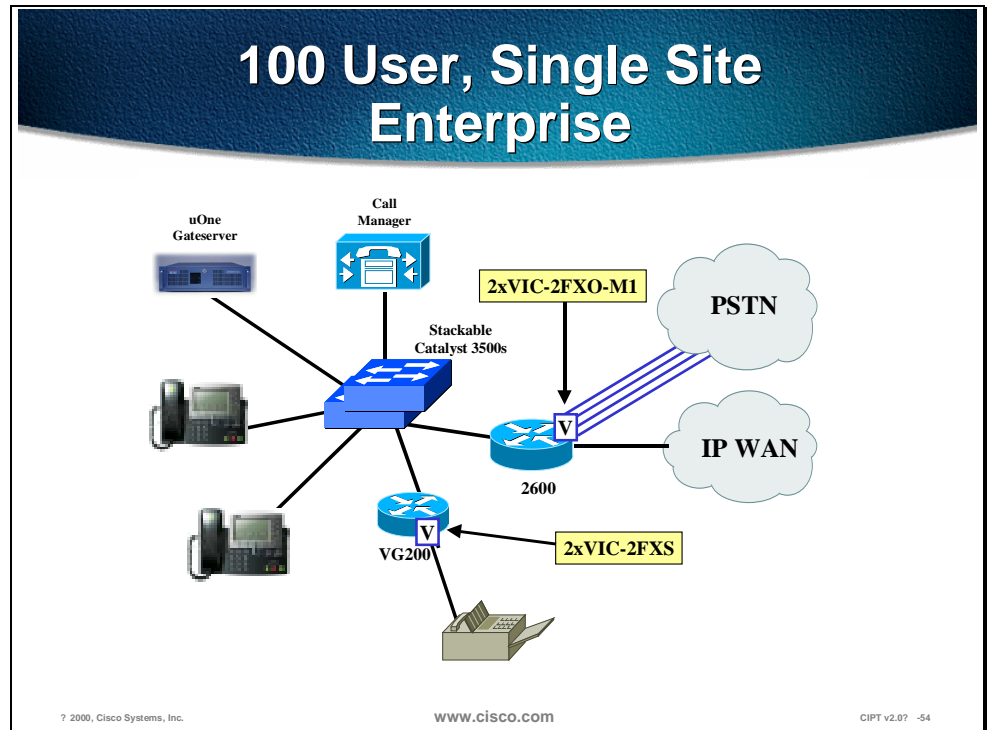 100 User, Single Site
Enterprise
uOne
Gateserver
Call
Manager
2xVIC-2FXO-M1
PSTN
Stackable
Catalyst 3500s
V
IP WAN
2600
V
VG200
2xVIC-2FXS
? 2000, Cisco Systems, Inc.
www.cisco.com
CIPT v2.0? -54